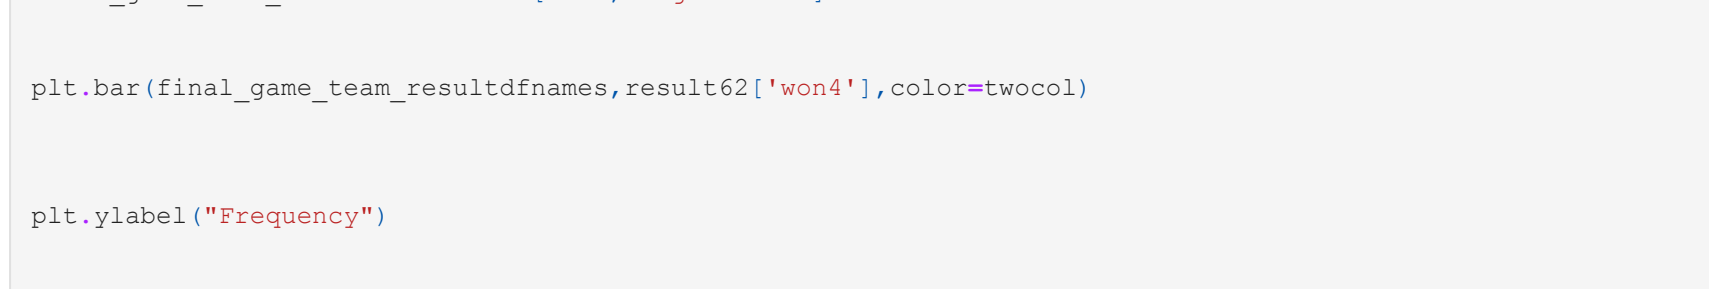 plt.bar(final_game_team_resultdfnames,result62['won4'],color=twocol)
plt.ylabel("Frequency")